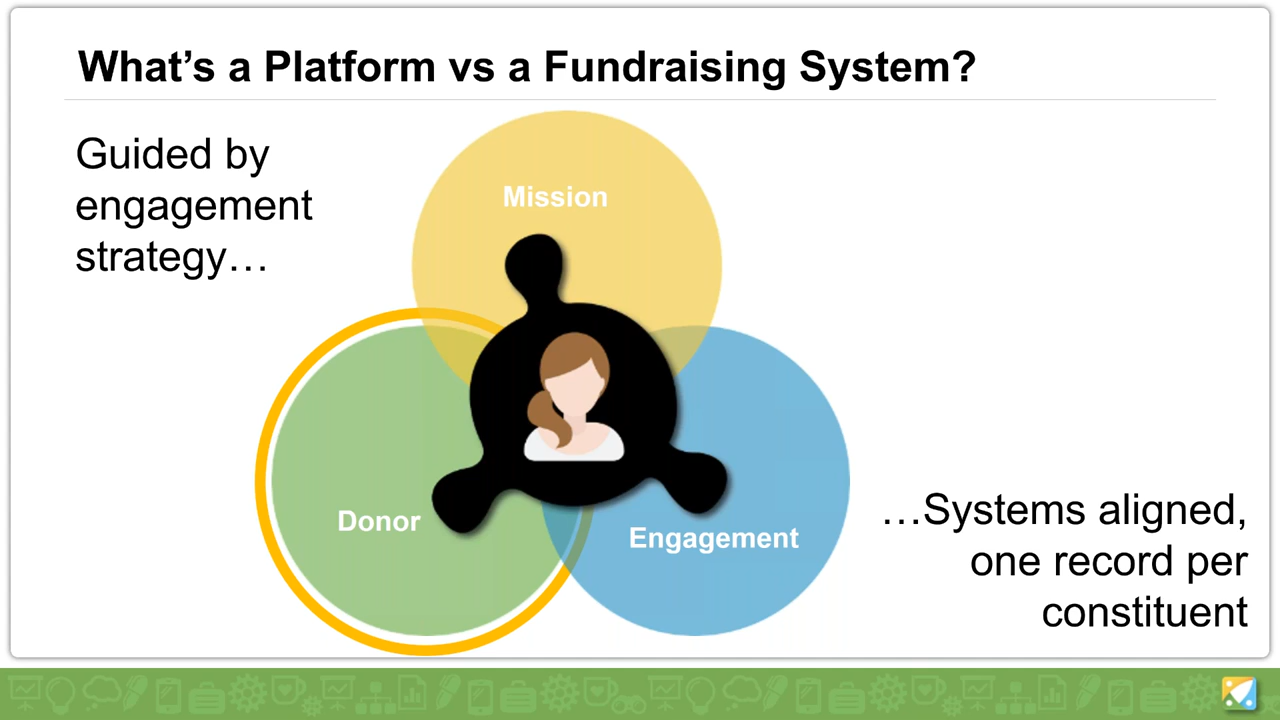 What’s a Platform vs a Fundraising System?
Guided by
engagement
strategy…
Mission
Donor
Engagement
…Systems aligned,
one record per
constituent